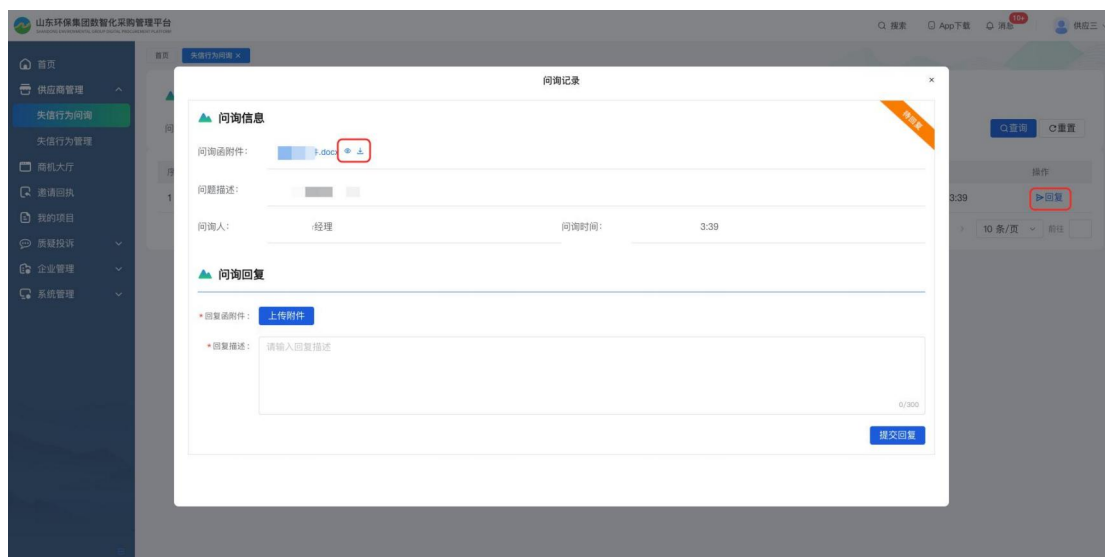 山东环保集团数智化采购管理平台
搜索 App下载 消息 10+ 供应三
首页 失信行为问询 ×
首页
供应商管理
失信行为问询
失信行为管理
商机大厅
邀请回执
我的项目
质疑投诉
企业管理
系统管理
问询记录 ×
问询信息
待回复
问询函附件: .docx
问题描述:
问询人: 经理 问询时间: 3:39
问询回复
*回复函附件: 上传附件
*回复描述: 请输入回复描述
0/300
提交回复
查询 重置
操作
1 3:39 回复
10 条/页 前往